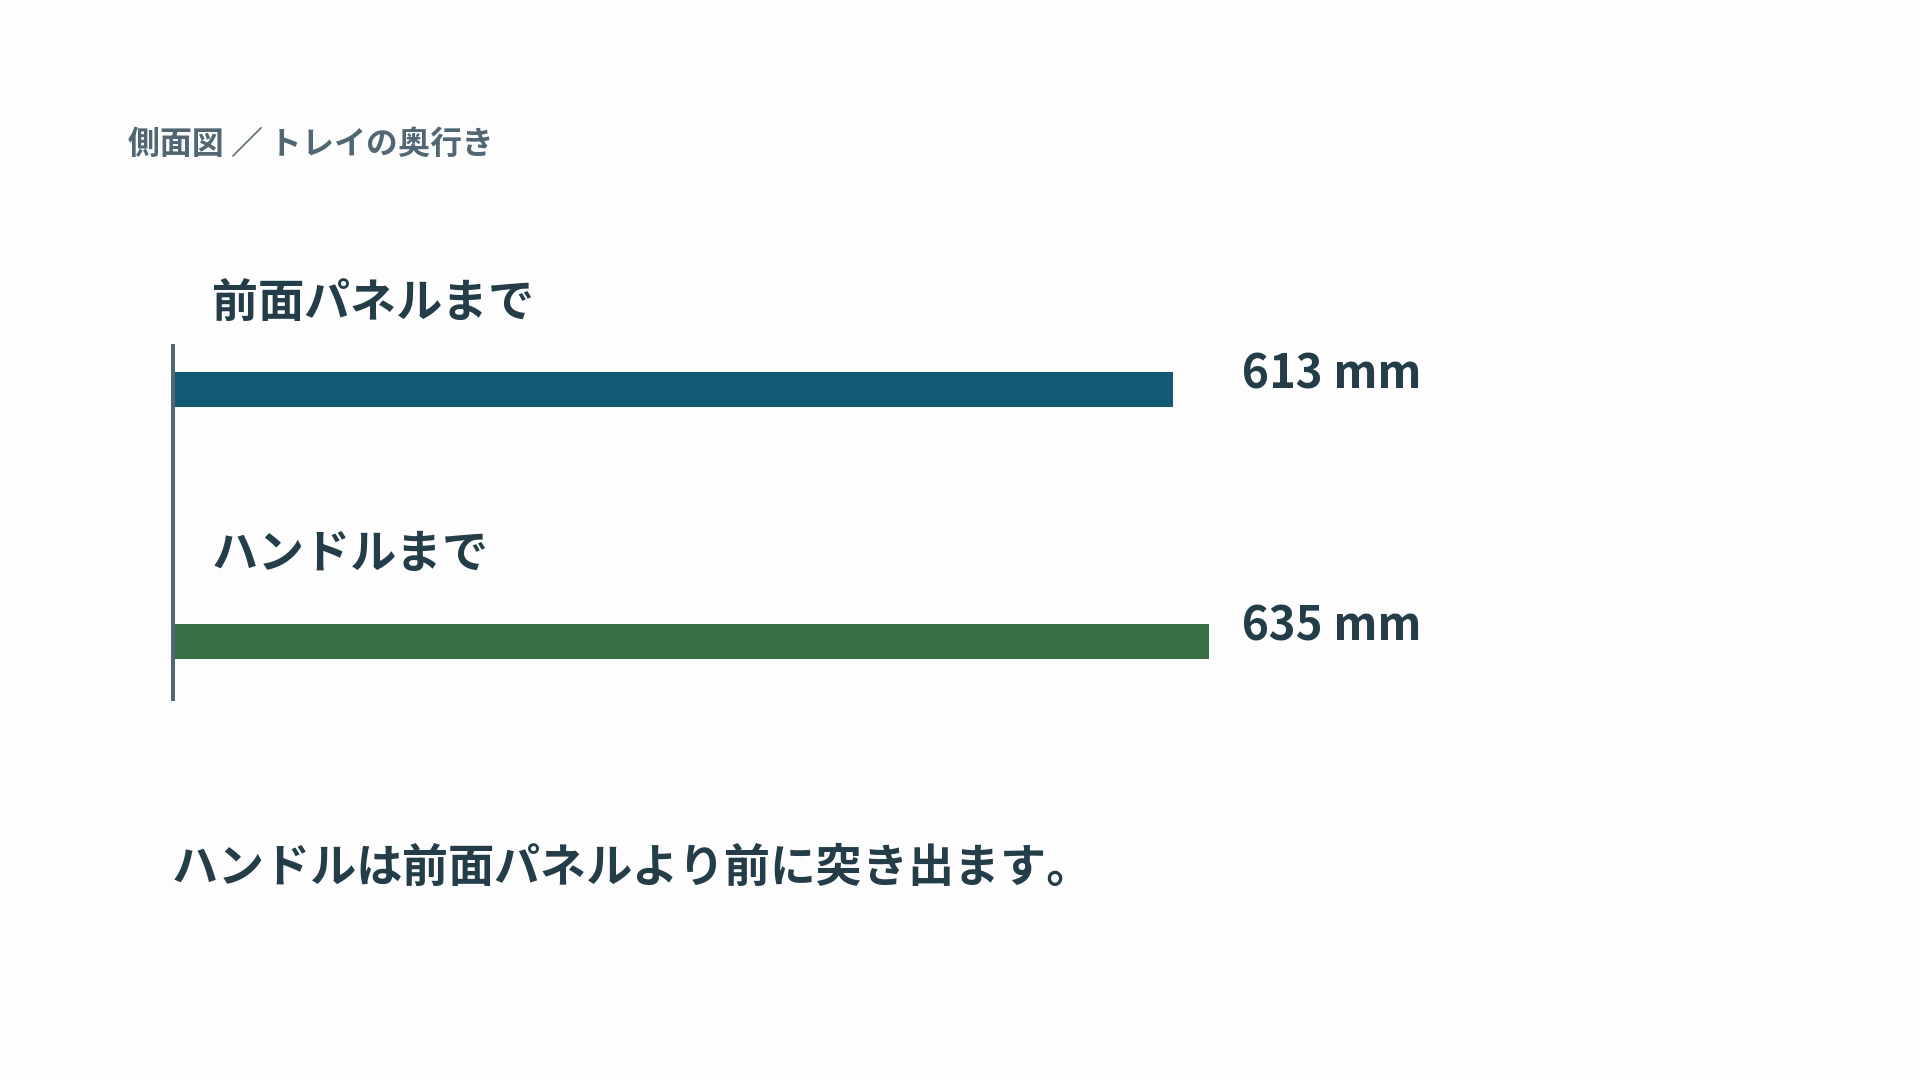 側面図 ／ トレイの奥行き
前面パネルまで
613 mm
ハンドルまで
635 mm
ハンドルは前面パネルより前に突き出ます。